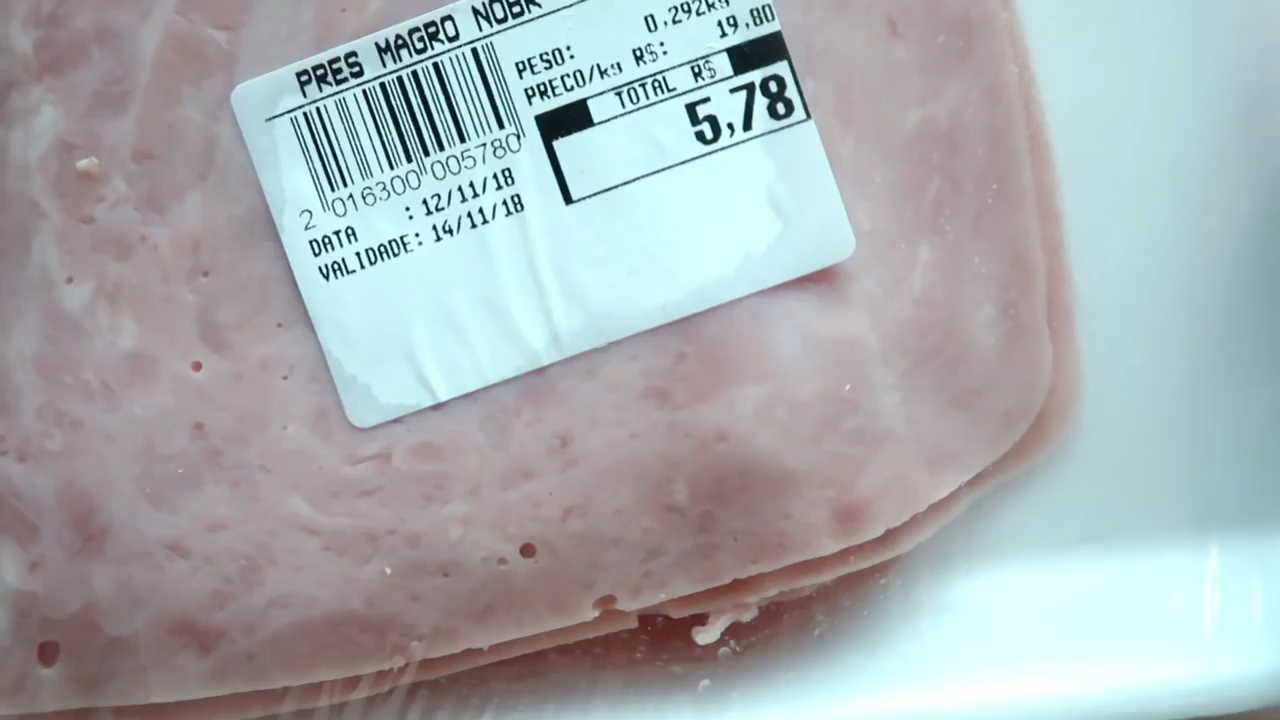 PRES MAGRO NOBR
PESO: 0,292kg
PRECO/kg R$: 19,80
TOTAL R$
5,78
2 016300 005780
DATA : 12/11/18
VALIDADE: 14/11/18